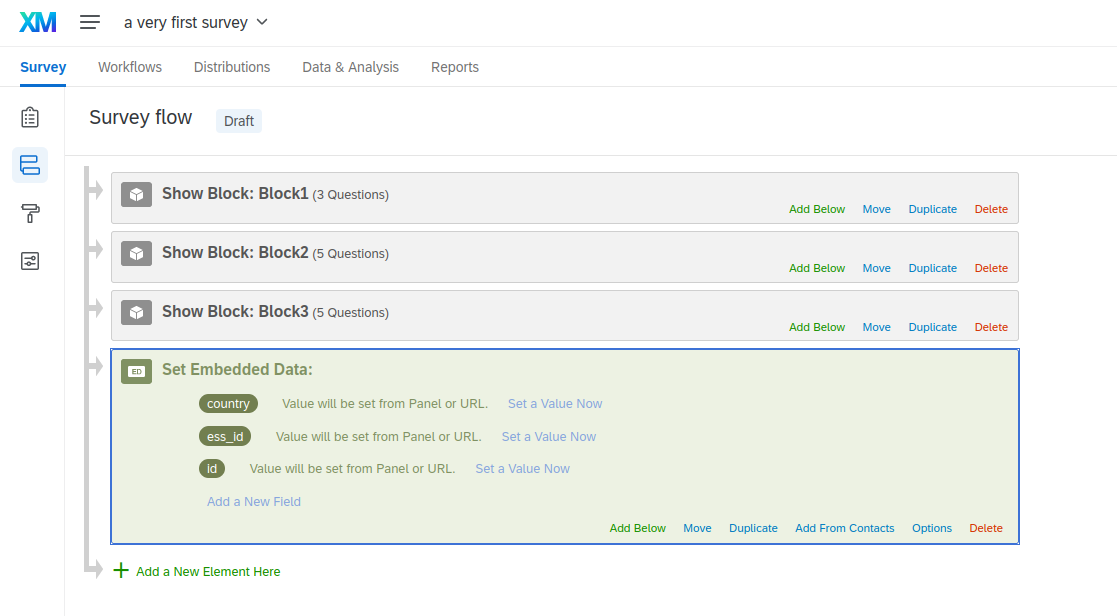 XM a very first survey
Survey Workflows Distributions Data & Analysis Reports
Survey flow Draft
Show Block: Block1 (3 Questions)
Add Below Move Duplicate Delete
Show Block: Block2 (5 Questions)
Add Below Move Duplicate Delete
Show Block: Block3 (5 Questions)
Add Below Move Duplicate Delete
ED Set Embedded Data:
country Value will be set from Panel or URL. Set a Value Now
ess_id Value will be set from Panel or URL. Set a Value Now
id Value will be set from Panel or URL. Set a Value Now
Add a New Field
Add Below Move Duplicate Add From Contacts Options Delete
Add a New Element Here